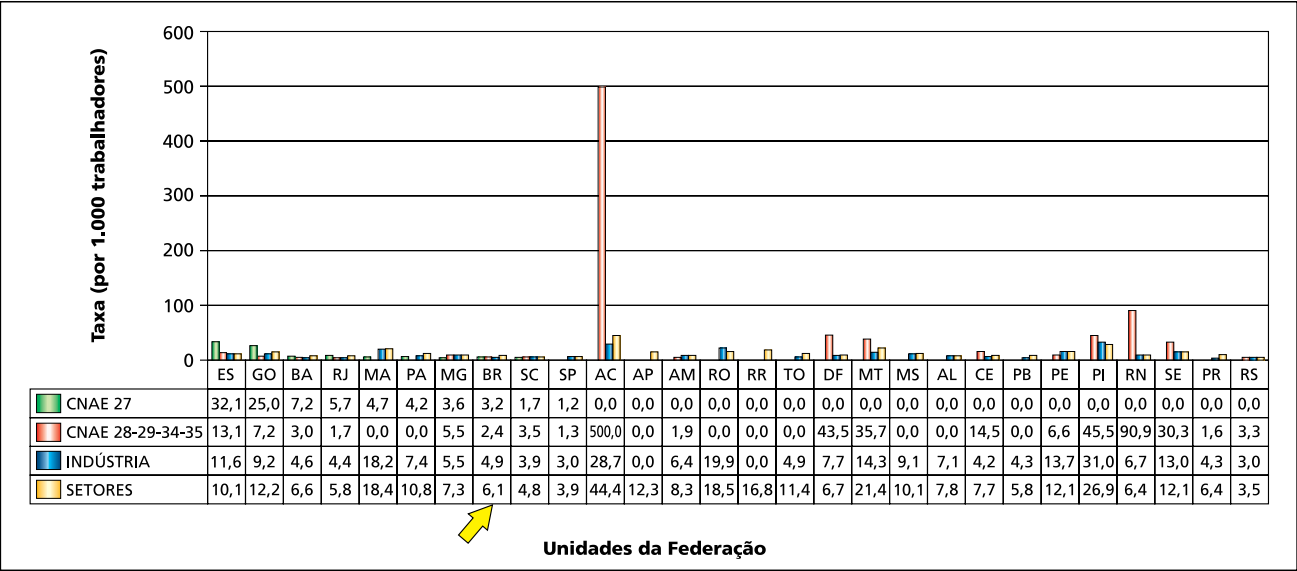 Taxa (por 1.000 trabalhadores)
600
500
400
300
200
100
0
ES GO BA RJ MA PA MG BR SC SP AC AP AM RO RR TO DF MT MS AL CE PB PE PI RN SE PR RS
CNAE 27 32,1 25,0 7,2 5,7 4,7 4,2 3,6 3,2 1,7 1,2 0,0 0,0 0,0 0,0 0,0 0,0 0,0 0,0 0,0 0,0 0,0 0,0 0,0 0,0 0,0 0,0 0,0 0,0
CNAE 28-29-34-35 13,1 7,2 3,0 1,7 0,0 0,0 5,5 2,4 3,5 1,3 500,0 0,0 1,9 0,0 0,0 0,0 43,5 35,7 0,0 0,0 14,5 0,0 6,6 45,5 90,9 30,3 1,6 3,3
INDÚSTRIA 11,6 9,2 4,6 4,4 18,2 7,4 5,5 4,9 3,9 3,0 28,7 0,0 6,4 19,9 0,0 4,9 7,7 14,3 9,1 7,1 4,2 4,3 13,7 31,0 6,7 13,0 4,3 3,0
SETORES 10,1 12,2 6,6 5,8 18,4 10,8 7,3 6,1 4,8 3,9 44,4 12,3 8,3 18,5 16,8 11,4 6,7 21,4 10,1 7,8 7,7 5,8 12,1 26,9 6,4 12,1 6,4 3,5
Unidades da Federação